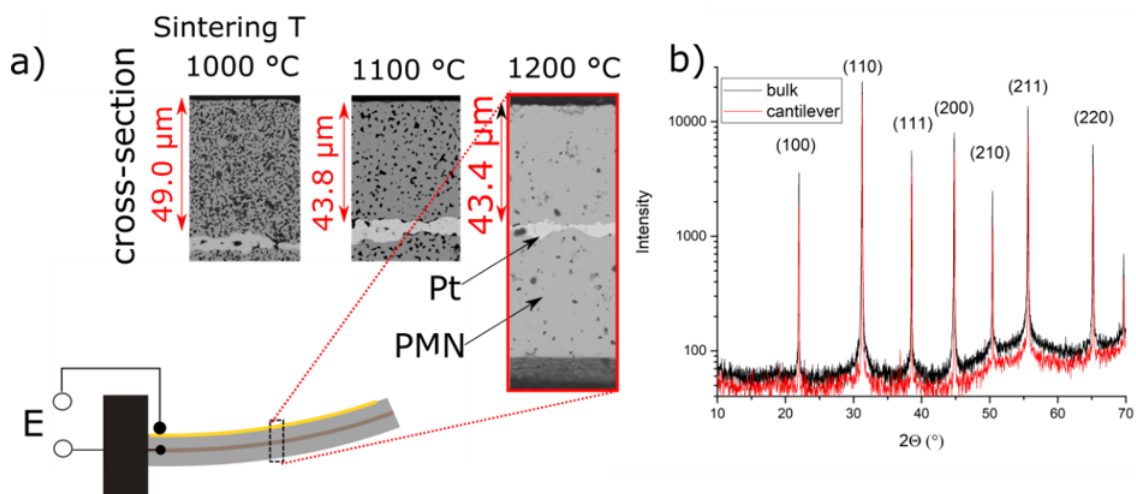 a)
Sintering T
1000 °C
1100 °C
1200 °C
cross-section
49.0 µm
43.8 µm
43.4 µm
Pt
PMN
E
b)
bulk
cantilever
(100)
(110)
(111)
(200)
(210)
(211)
(220)
Intensity
10000
1000
100
10 20 30 40 50 60 70
2Θ (°)